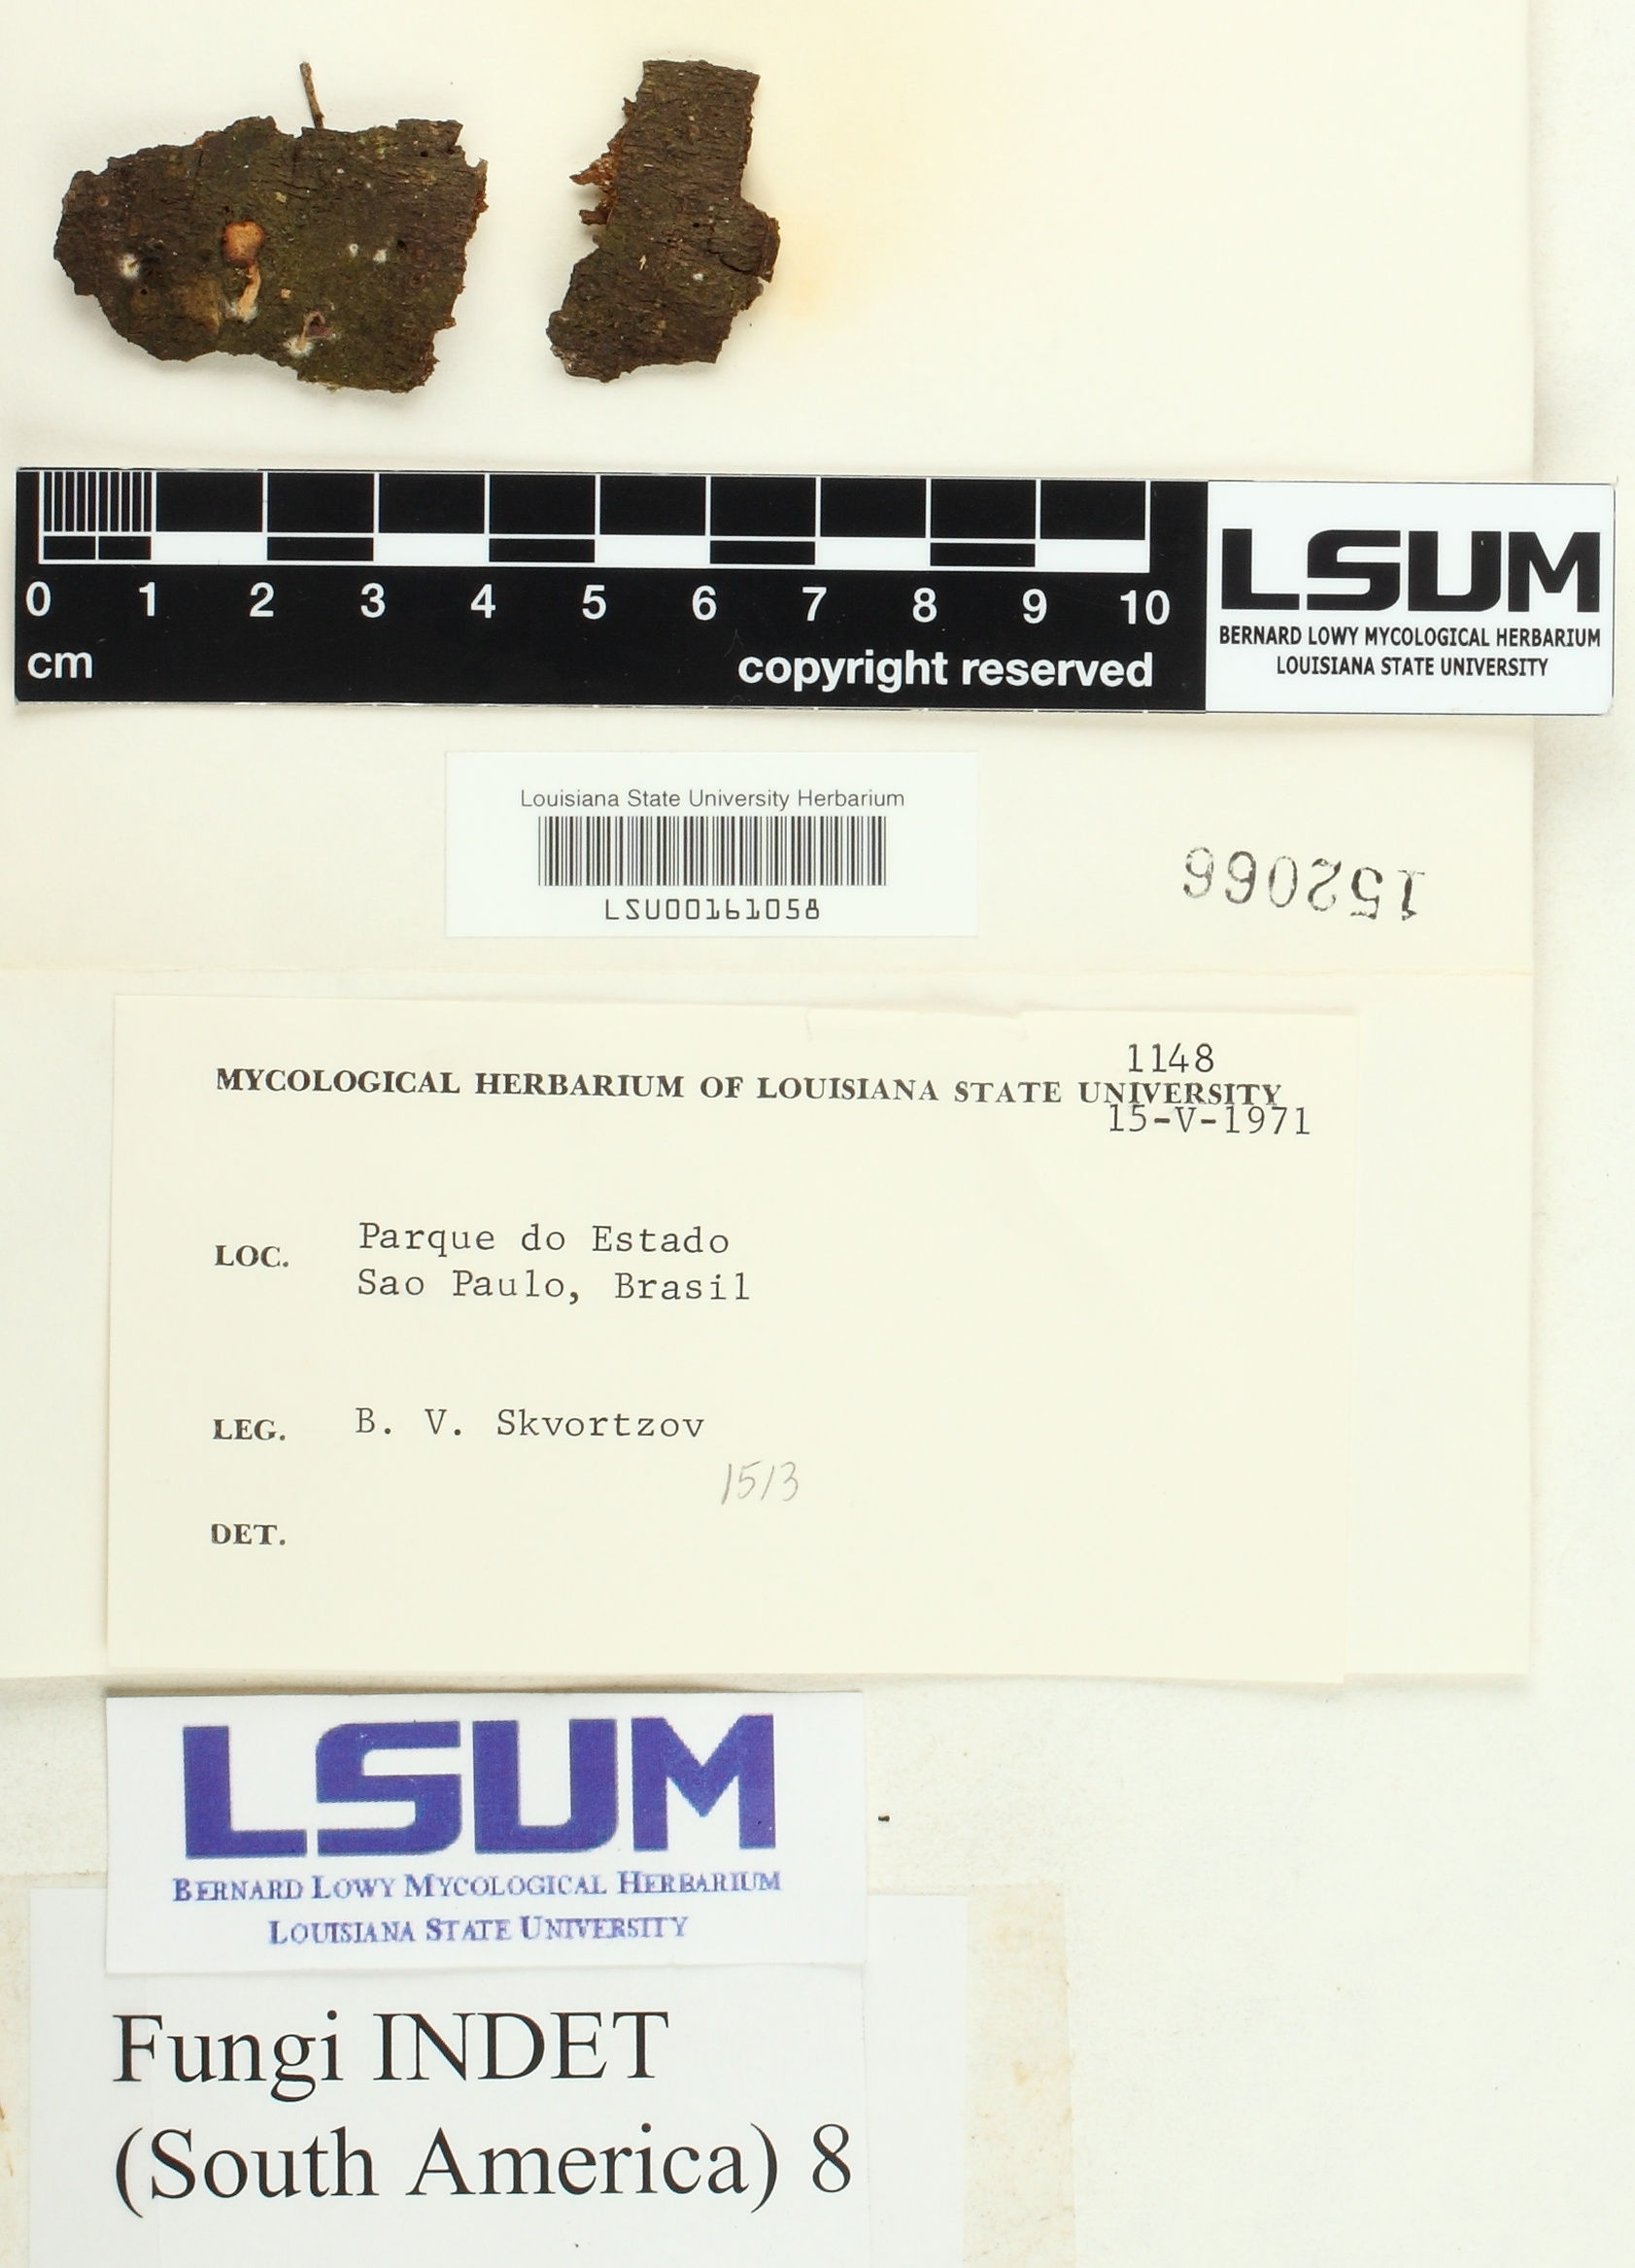 0 1 2 3 4 5 6 7 8 9 10
cm
copyright reserved
LSUM
BERNARD LOWY MYCOLOGICAL HERBARIUM
LOUISIANA STATE UNIVERSITY
Louisiana State University Herbarium
LSU00161058
152066
1148
MYCOLOGICAL HERBARIUM OF LOUISIANA STATE UNIVERSITY
15-V-1971
LOC. Parque do Estado
Sao Paulo, Brasil
LEG. B. V. Skvortzov
1513
DET.
LSUM
BERNARD LOWY MYCOLOGICAL HERBARIUM
LOUISIANA STATE UNIVERSITY
Fungi INDET
(South America) 8